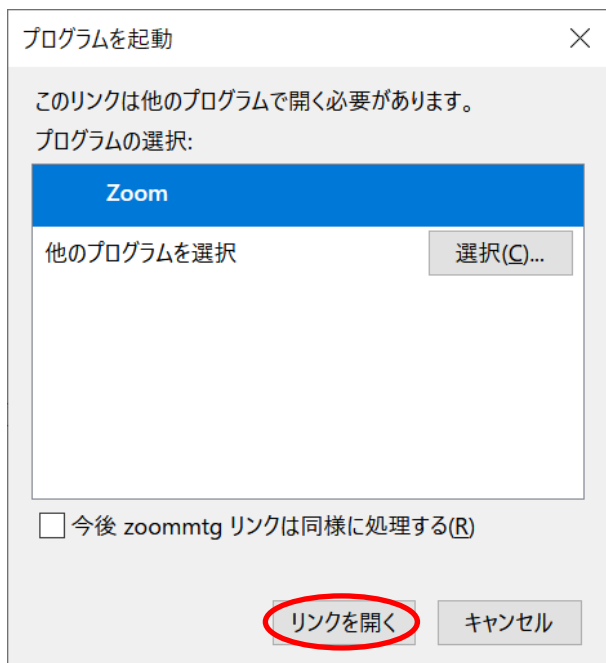 プログラムを起動
このリンクは他のプログラムで開く必要があります。
プログラムの選択:
Zoom
他のプログラムを選択 選択(C)...
今後 zoommtg リンクは同様に処理する(R)
リンクを開く キャンセル